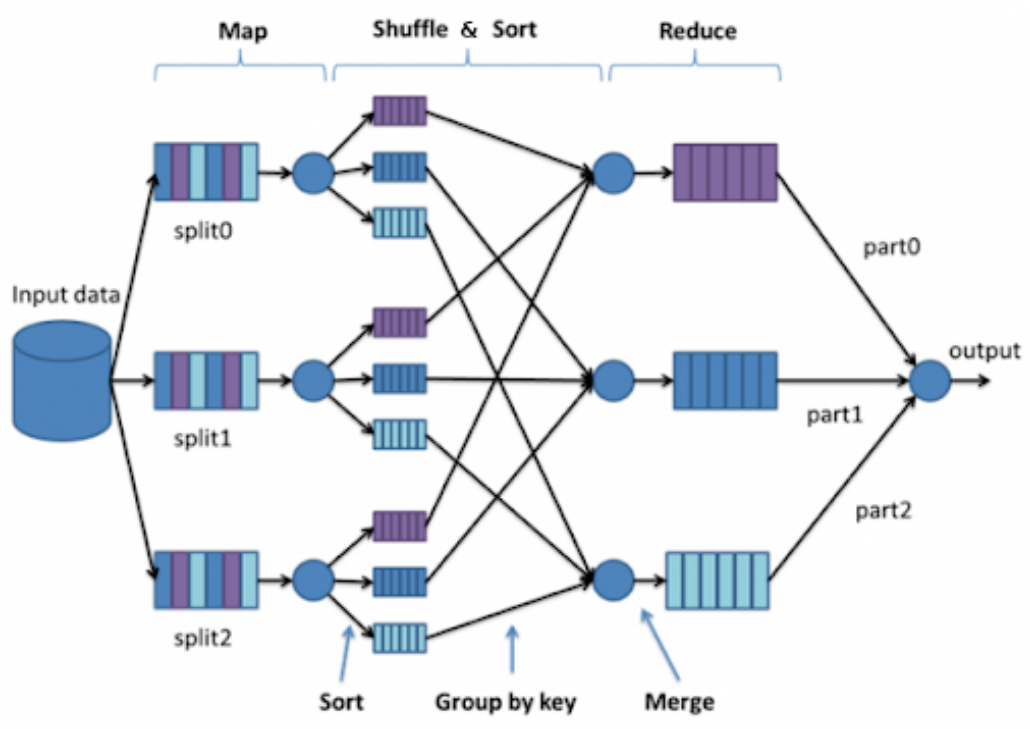 Map
Shuffle & Sort
Reduce
split0
part0
Input data
output
split1
part1
part2
split2
Sort
Group by key
Merge